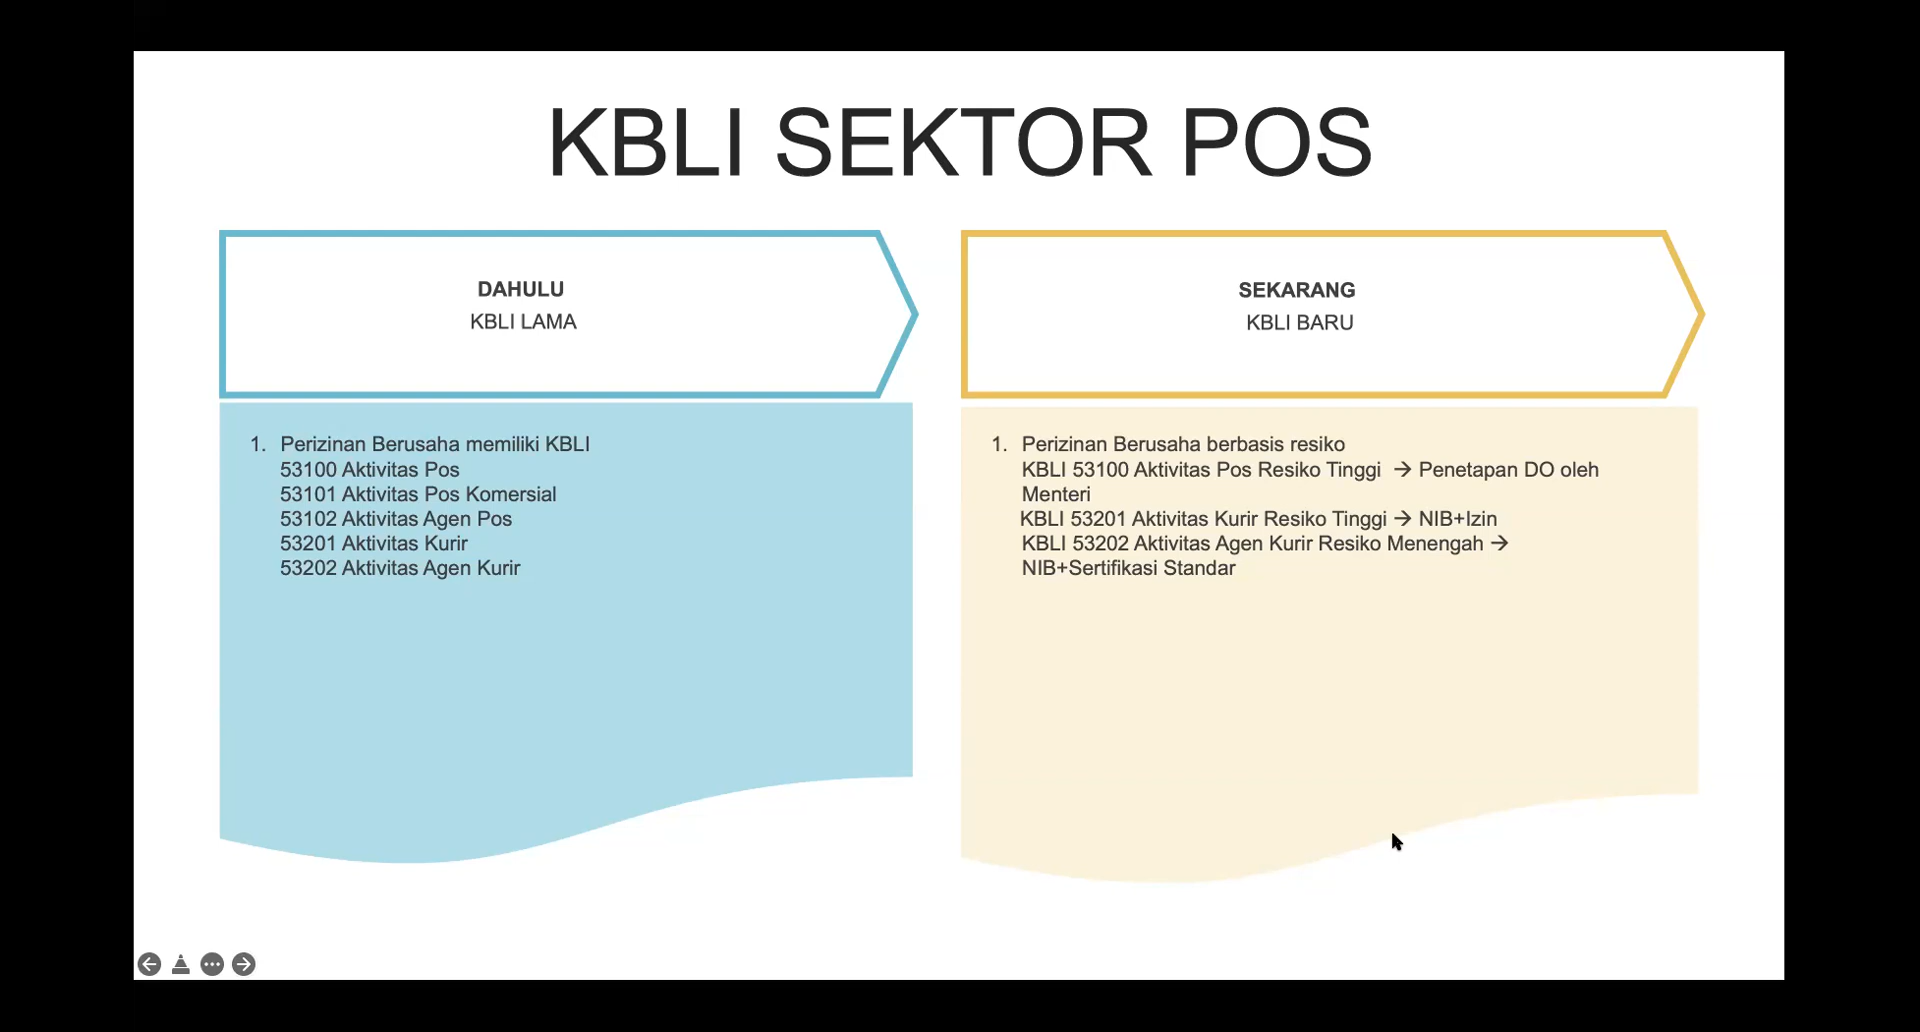 KBLI SEKTOR POS
DAHULU
KBLI LAMA
1. Perizinan Berusaha memiliki KBLI
53100 Aktivitas Pos
53101 Aktivitas Pos Komersial
53102 Aktivitas Agen Pos
53201 Aktivitas Kurir
53202 Aktivitas Agen Kurir
SEKARANG
KBLI BARU
1. Perizinan Berusaha berbasis resiko
KBLI 53100 Aktivitas Pos Resiko Tinggi → Penetapan DO oleh
Menteri
KBLI 53201 Aktivitas Kurir Resiko Tinggi → NIB+Izin
KBLI 53202 Aktivitas Agen Kurir Resiko Menengah →
NIB+Sertifikasi Standar